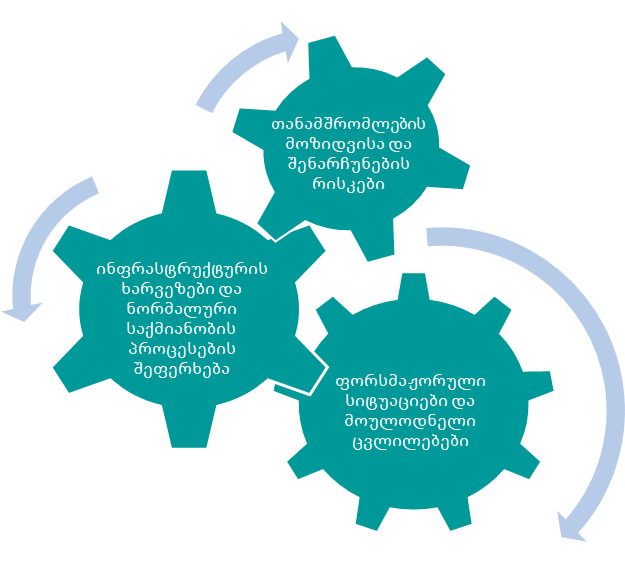 თანამშრომლების
მოზიდვისა და
შენარჩუნების
რისკები
ინფრასტრუქტურის
ხარვეზები და
ნორმალური
საქმიანობის
პროცესების
შეფერხება
ფორსმაჟორული
სიტუაციები და
მოულოდნელი
ცვლილებები